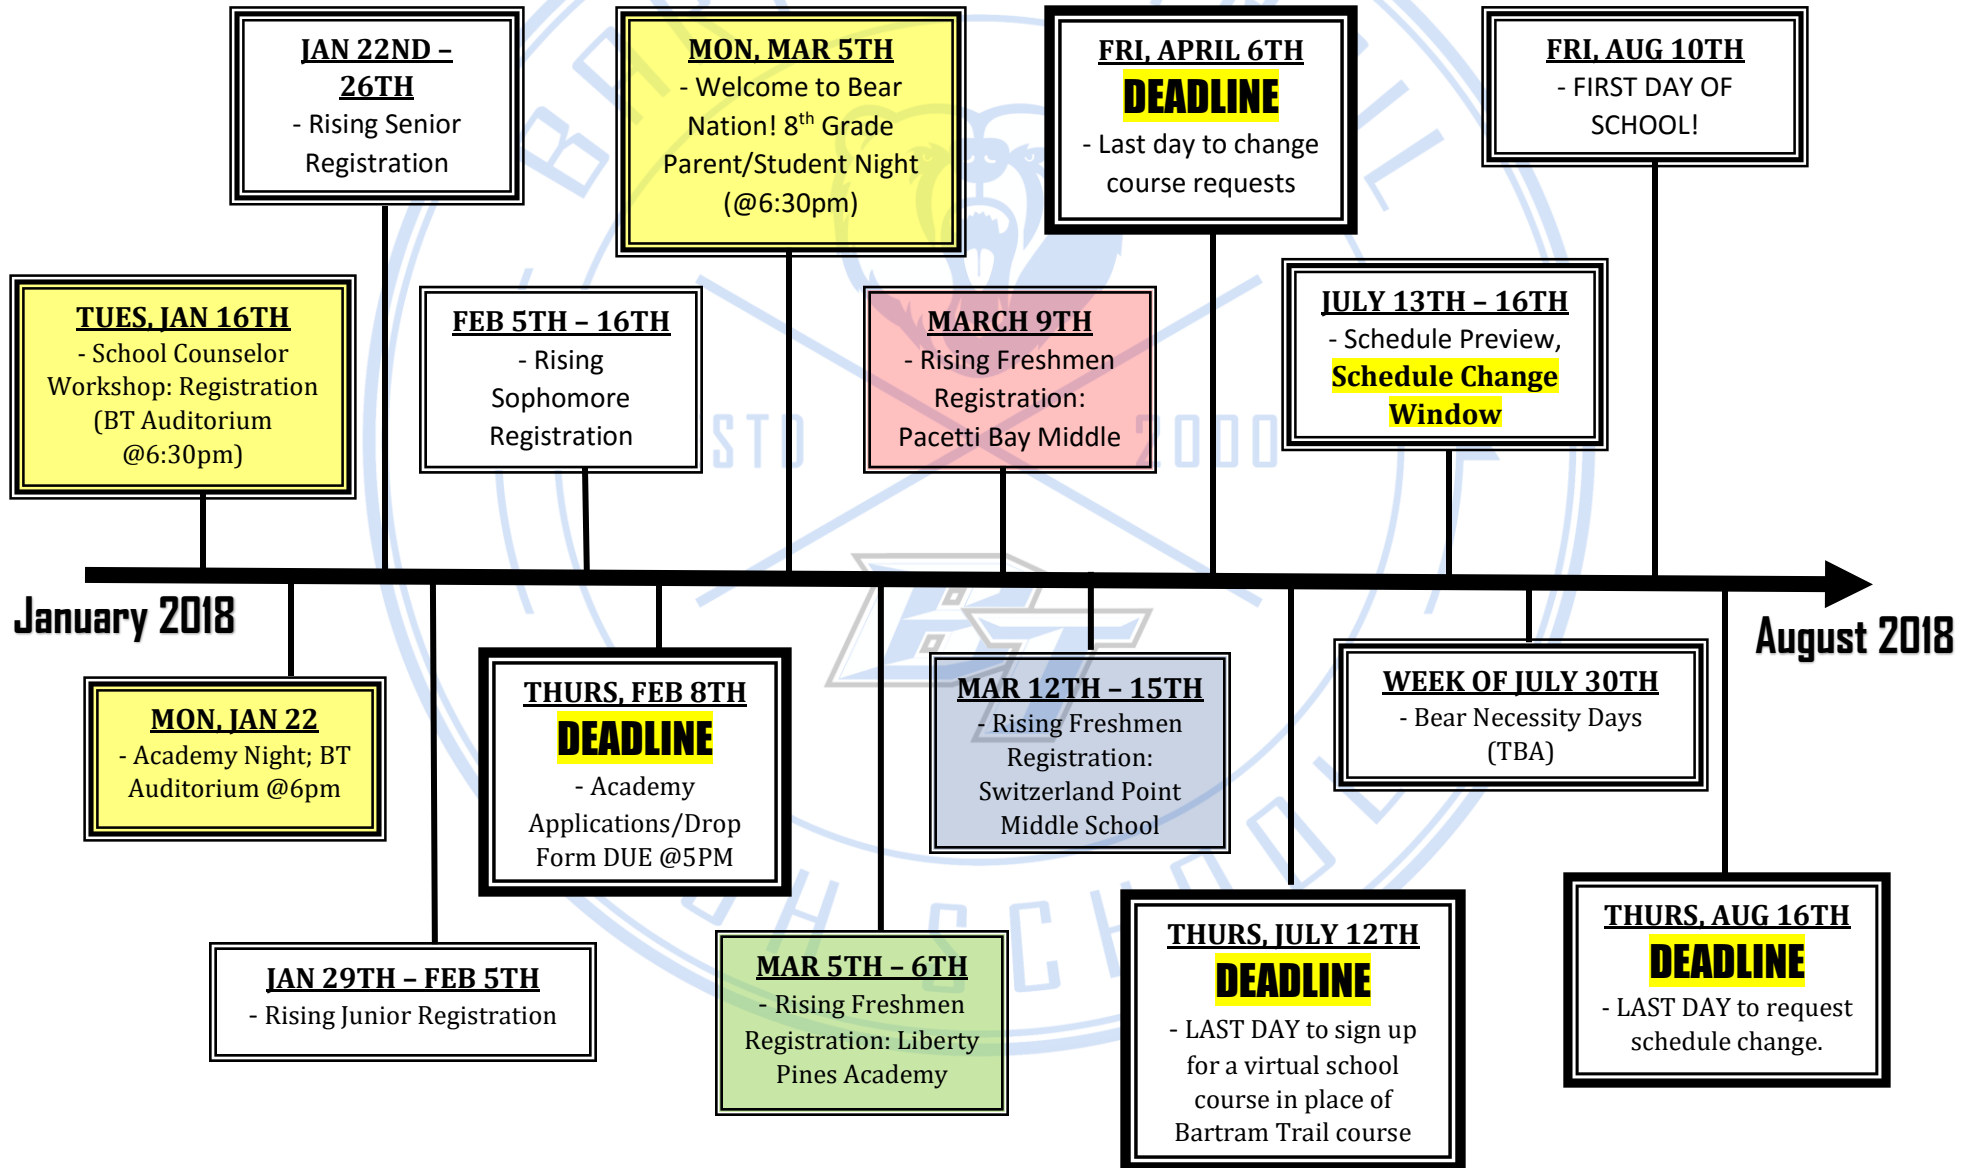 JAN 22ND –
26TH
- Rising Senior
Registration
MON, MAR 5TH
- Welcome to Bear
Nation! 8th Grade
Parent/Student Night
(@6:30pm)
FRI, APRIL 6TH
DEADLINE
- Last day to change
course requests
FRI, AUG 10TH
- FIRST DAY OF
SCHOOL!
TUES, JAN 16TH
- School Counselor
Workshop: Registration
(BT Auditorium
@6:30pm)
FEB 5TH – 16TH
- Rising
Sophomore
Registration
MARCH 9TH
- Rising Freshmen
Registration:
Pacetti Bay Middle
JULY 13TH – 16TH
- Schedule Preview,
Schedule Change
Window
STD 2000
January 2018
August 2018
BT
MON, JAN 22
- Academy Night; BT
Auditorium @6pm
THURS, FEB 8TH
DEADLINE
- Academy
Applications/Drop
Form DUE @5PM
MAR 12TH – 15TH
- Rising Freshmen
Registration:
Switzerland Point
Middle School
WEEK OF JULY 30TH
- Bear Necessity Days
(TBA)
JAN 29TH – FEB 5TH
- Rising Junior Registration
MAR 5TH – 6TH
- Rising Freshmen
Registration: Liberty
Pines Academy
THURS, JULY 12TH
DEADLINE
- LAST DAY to sign up
for a virtual school
course in place of
Bartram Trail course
THURS, AUG 16TH
DEADLINE
- LAST DAY to request
schedule change.
SCHOOL